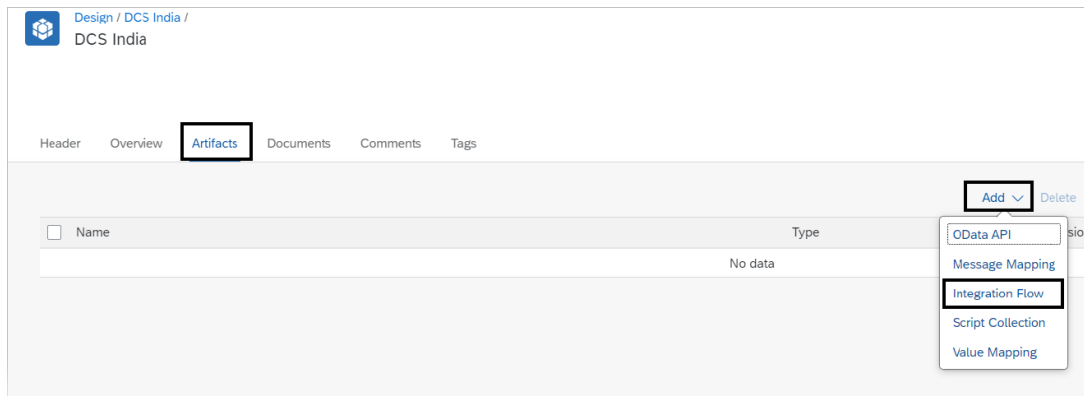 Design / DCS India /
DCS India
Header Overview Artifacts Documents Comments Tags
Add Delete
Name Type sio
No data
OData API
Message Mapping
Integration Flow
Script Collection
Value Mapping